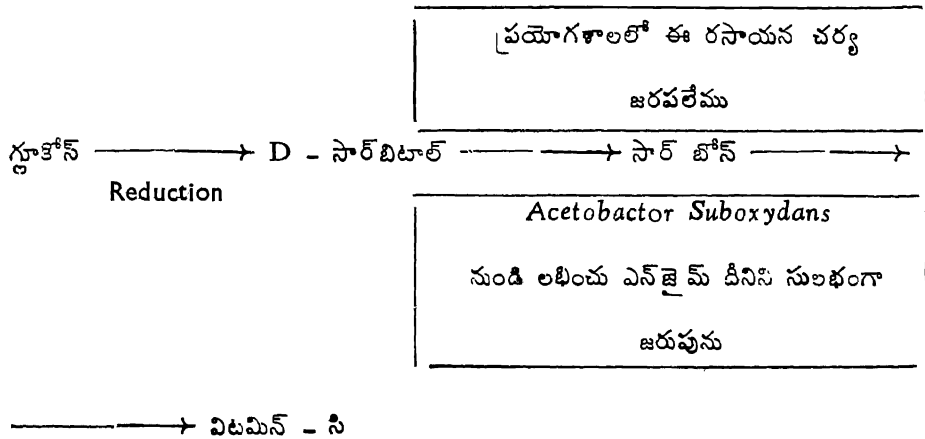 ప్రయోగశాలలో ఈ రసాయన చర్య
జరపలేము
గ్లూకోస్ ⟶ D - సార్‌బిటాల్ ⟶ సార్ బోస్ ⟶
Reduction
Acetobactor Suboxydans
నుండి లభించు ఎన్‌జైమ్ దీనిని సులభంగా
జరుపును
⟶ విటమిన్ - సి